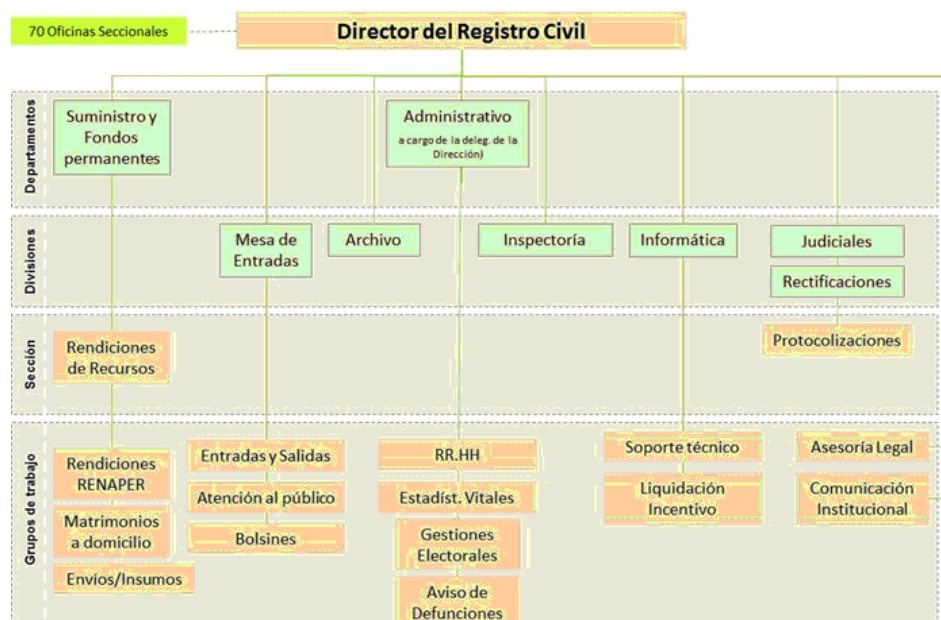 70 Oficinas Seccionales
Director del Registro Civil
Departamentos
Suministro y
Fondos
permanentes
Administrativo
a cargo de la deleg. de la
Dirección)
Divisiones
Mesa de
Entradas
Archivo
Inspectoría
Informática
Judiciales
Rectificaciones
Sección
Rendiciones
de Recursos
Protocolizaciones
Grupos de trabajo
Rendiciones
RENAPER
Matrimonios
a domicilio
Envíos/Insumos
Entradas y Salidas
Atención al público
Bolsines
RR.HH
Estadíst. Vitales
Gestiones
Electorales
Aviso de
Defunciones
Soporte técnico
Liquidación
Incentivo
Asesoría Legal
Comunicación
Institucional